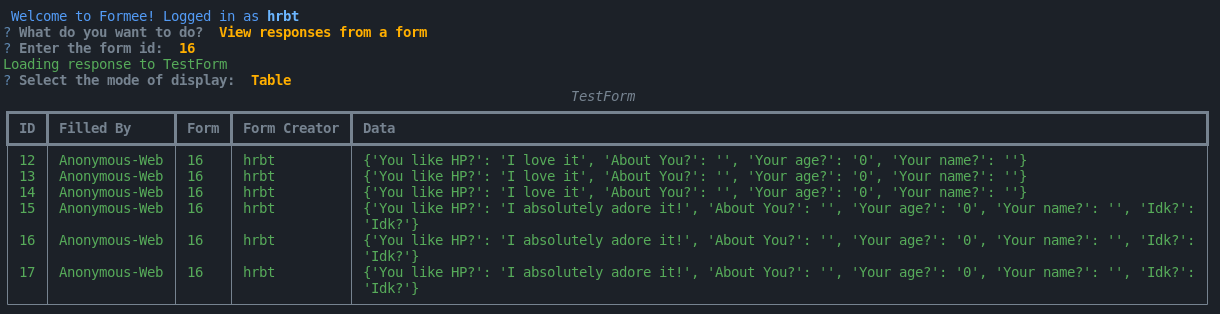 Welcome to Formee! Logged in as hrbt
? What do you want to do?  View responses from a form
? Enter the form id:  16
Loading response to TestForm
? Select the mode of display:  Table
TestForm
ID Filled By Form Form Creator Data
12 Anonymous-Web 16 hrbt {'You like HP?': 'I love it', 'About You?': '', 'Your age?': '0', 'Your name?': ''}
13 Anonymous-Web 16 hrbt {'You like HP?': 'I love it', 'About You?': '', 'Your age?': '0', 'Your name?': ''}
14 Anonymous-Web 16 hrbt {'You like HP?': 'I love it', 'About You?': '', 'Your age?': '0', 'Your name?': ''}
15 Anonymous-Web 16 hrbt {'You like HP?': 'I absolutely adore it!', 'About You?': '', 'Your age?': '0', 'Your name?': '', 'Idk?':
'Idk?'}
16 Anonymous-Web 16 hrbt {'You like HP?': 'I absolutely adore it!', 'About You?': '', 'Your age?': '0', 'Your name?': '', 'Idk?':
'Idk?'}
17 Anonymous-Web 16 hrbt {'You like HP?': 'I absolutely adore it!', 'About You?': '', 'Your age?': '0', 'Your name?': '', 'Idk?':
'Idk?'}